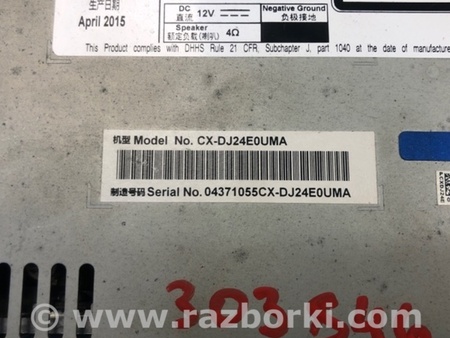 生产日期
April 2015
DC
直流 12V
Negative Ground
负极接地
Speaker
额定负载(喇叭) 4Ω
This Product complies with DHHS Rule 21 CFR, Subchapter J, part 1040 at the date of manufacture
机型 Model No. CX-DJ24E0UMA
制造号码 Serial No. 04371055CX-DJ24E0UMA
303
www.razborki.com